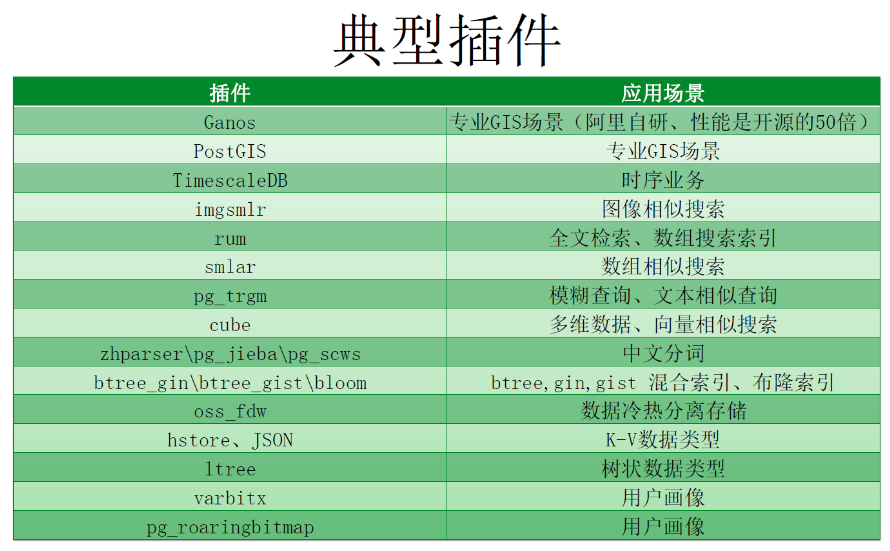 典型插件
插件 应用场景
Ganos 专业GIS场景（阿里自研、性能是开源的50倍）
PostGIS 专业GIS场景
TimescaleDB 时序业务
imgsmlr 图像相似搜索
rum 全文检索、数组搜索索引
smlar 数组相似搜索
pg_trgm 模糊查询、文本相似查询
cube 多维数据、向量相似搜索
zhparser\pg_jieba\pg_scws 中文分词
btree_gin\btree_gist\bloom btree,gin,gist 混合索引、布隆索引
oss_fdw 数据冷热分离存储
hstore、JSON K-V数据类型
ltree 树状数据类型
varbitx 用户画像
pg_roaringbitmap 用户画像